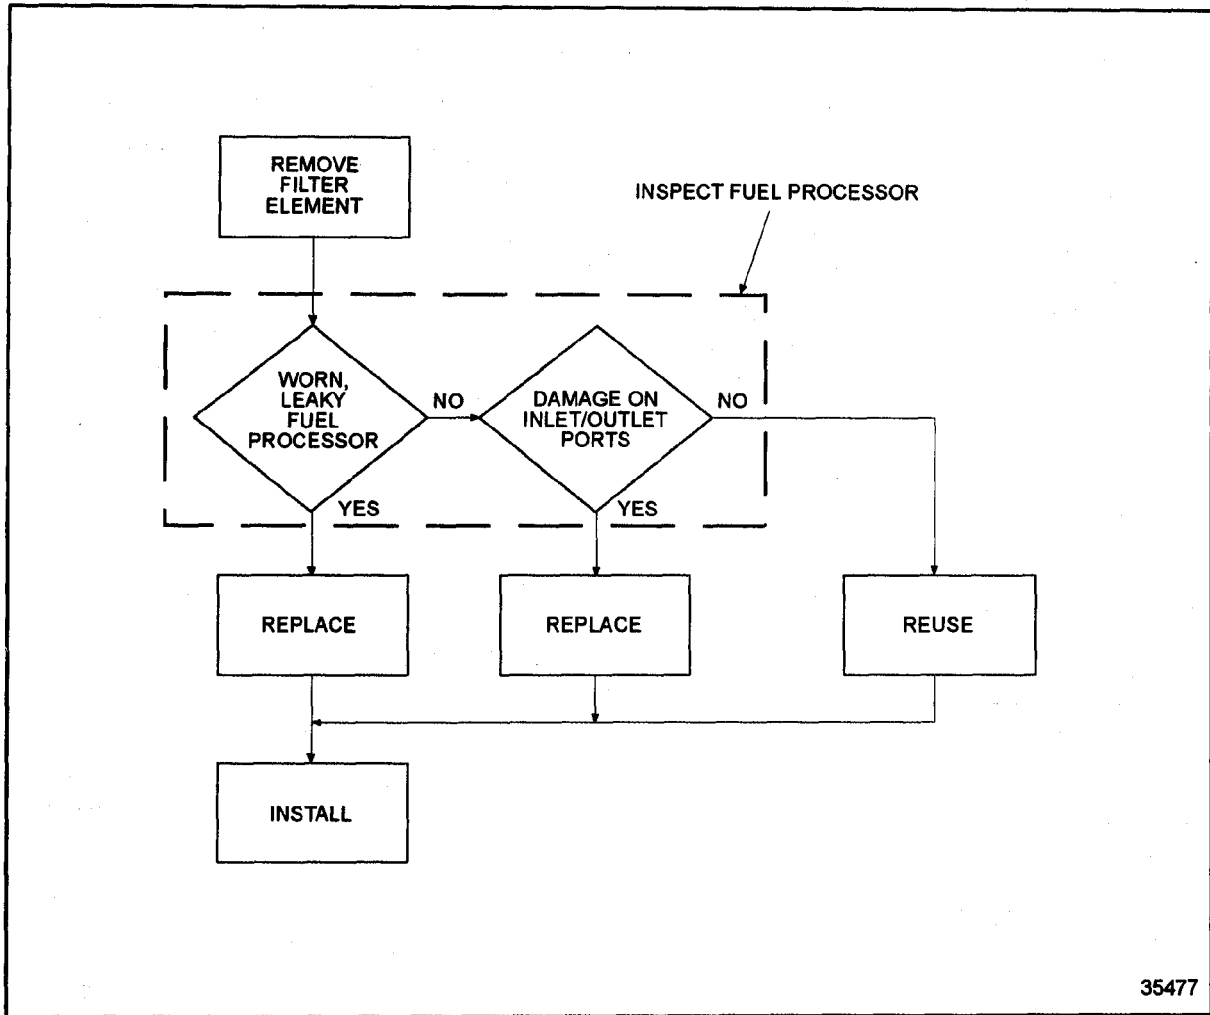 REMOVE
FILTER
ELEMENT
INSPECT FUEL PROCESSOR
WORN,
LEAKY
FUEL
PROCESSOR
NO
DAMAGE ON
INLET/OUTLET
PORTS
NO
YES
YES
REPLACE
REPLACE
REUSE
INSTALL
35477